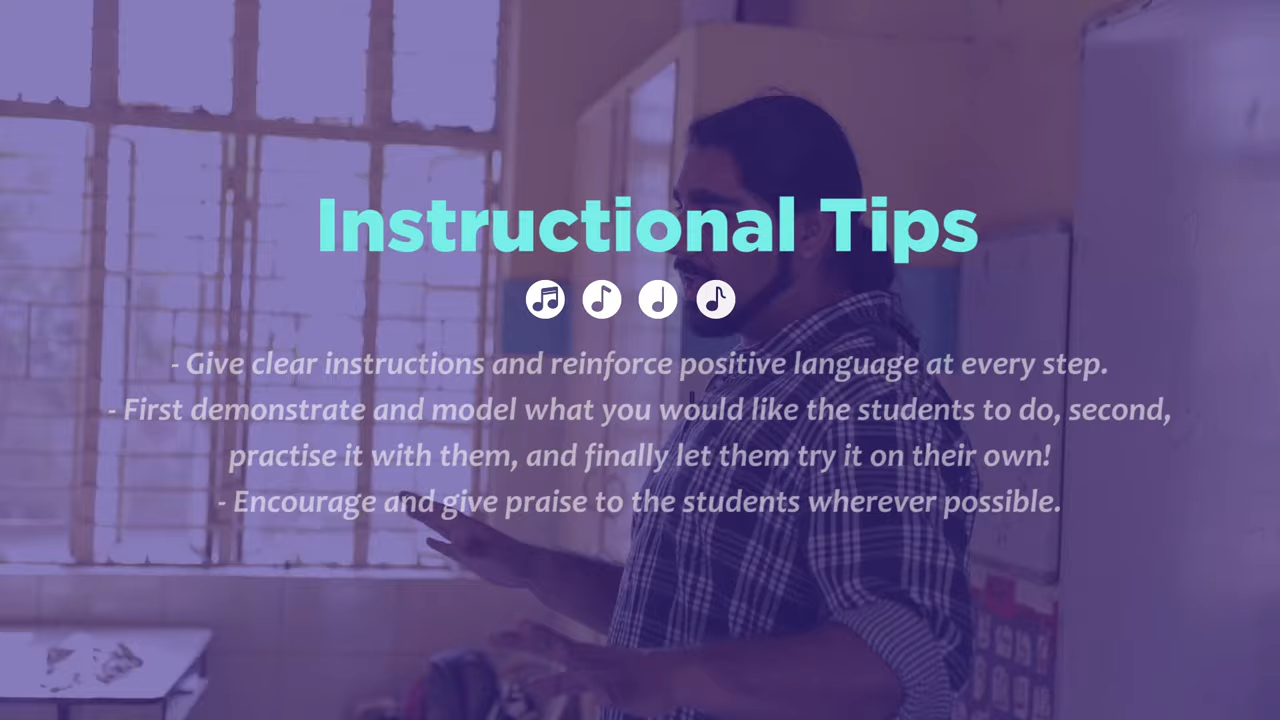 Instructional Tips
- Give clear instructions and reinforce positive language at every step.
- First demonstrate and model what you would like the students to do, second,
practise it with them, and finally let them try it on their own!
- Encourage and give praise to the students wherever possible.